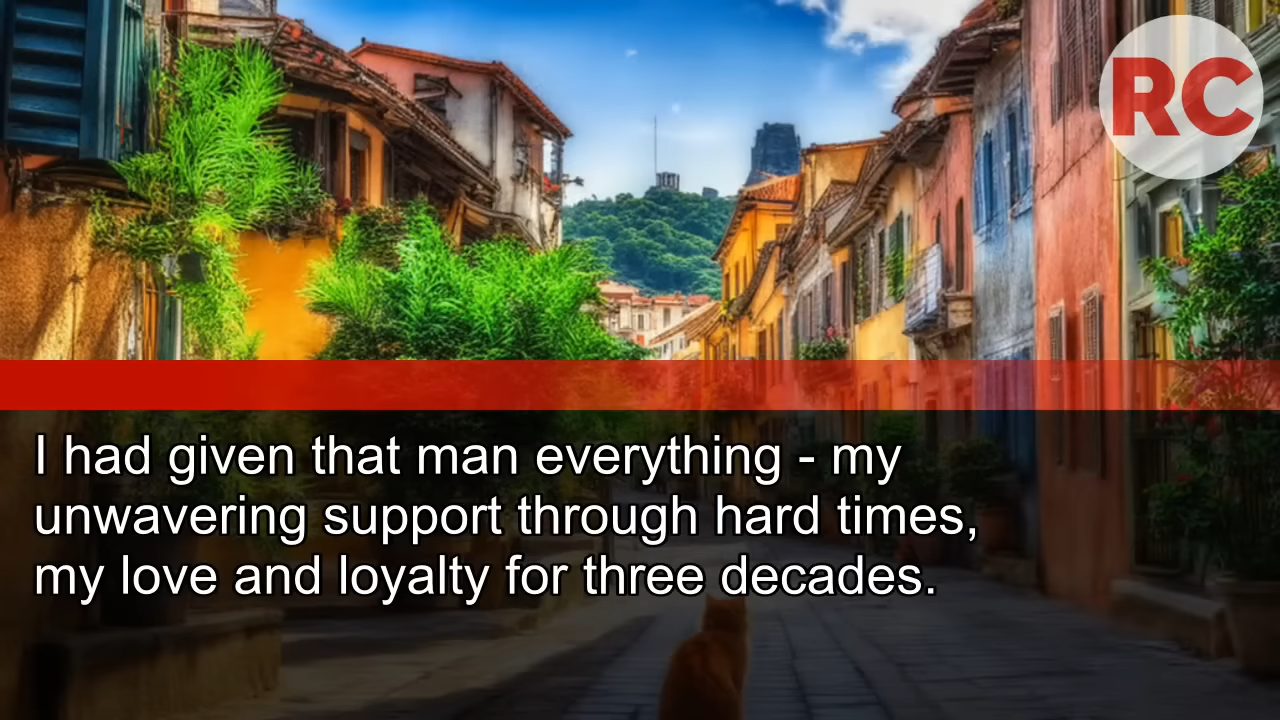 RC
I had given that man everything - my
unwavering support through hard times,
my love and loyalty for three decades.